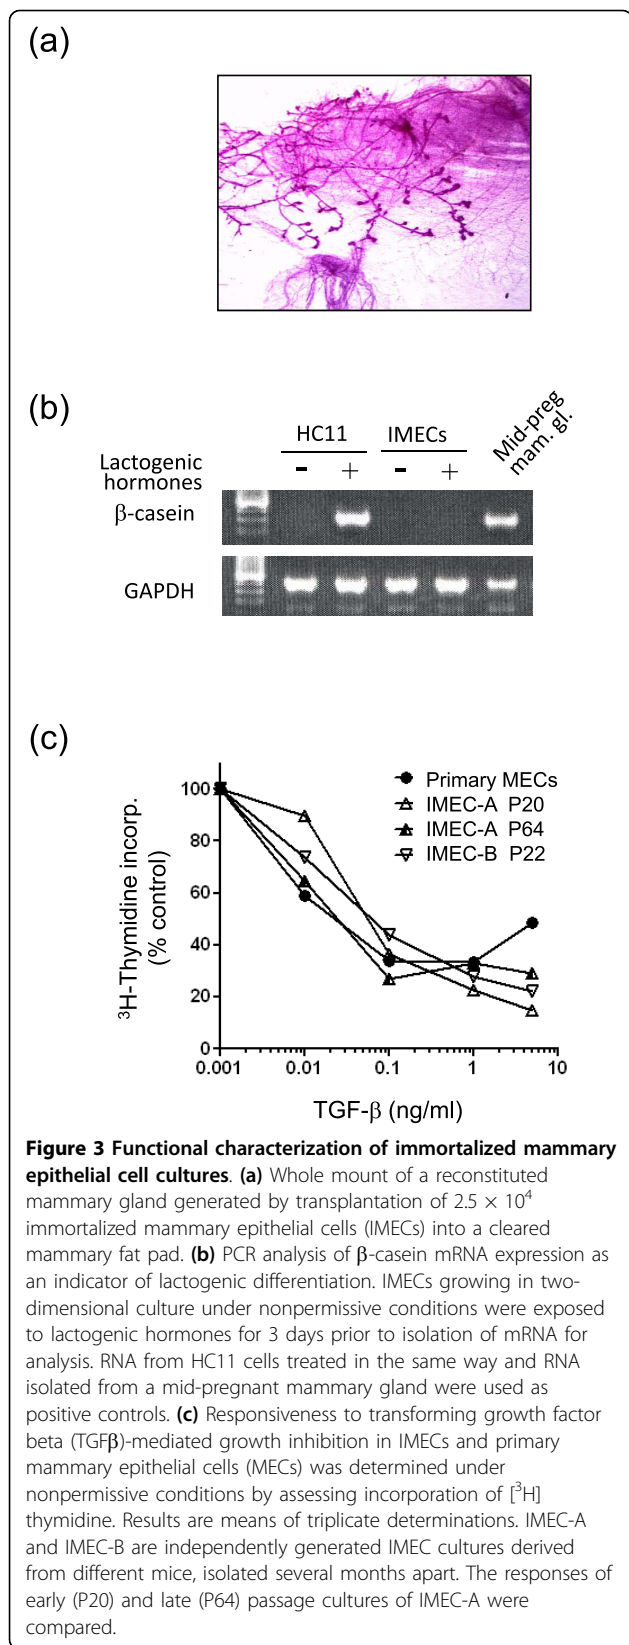 (a)
(b)
HC11 IMECs Mid-preg mam. gl.
Lactogenic hormones - + - +
β-casein
GAPDH
(c)
100
80
60
40
20
0
0.001 0.01 0.1 1 10
³H-Thymidine incorp.
(% control)
TGF-β (ng/ml)
Primary MECs
IMEC-A P20
IMEC-A P64
IMEC-B P22
Figure 3 Functional characterization of immortalized mammary
epithelial cell cultures. (a) Whole mount of a reconstituted
mammary gland generated by transplantation of 2.5 × 10⁴
immortalized mammary epithelial cells (IMECs) into a cleared
mammary fat pad. (b) PCR analysis of β-casein mRNA expression as
an indicator of lactogenic differentiation. IMECs growing in two-
dimensional culture under nonpermissive conditions were exposed
to lactogenic hormones for 3 days prior to isolation of mRNA for
analysis. RNA from HC11 cells treated in the same way and RNA
isolated from a mid-pregnant mammary gland were used as
positive controls. (c) Responsiveness to transforming growth factor
beta (TGFβ)-mediated growth inhibition in IMECs and primary
mammary epithelial cells (MECs) was determined under
nonpermissive conditions by assessing incorporation of [³H]
thymidine. Results are means of triplicate determinations. IMEC-A
and IMEC-B are independently generated IMEC cultures derived
from different mice, isolated several months apart. The responses of
early (P20) and late (P64) passage cultures of IMEC-A were
compared.